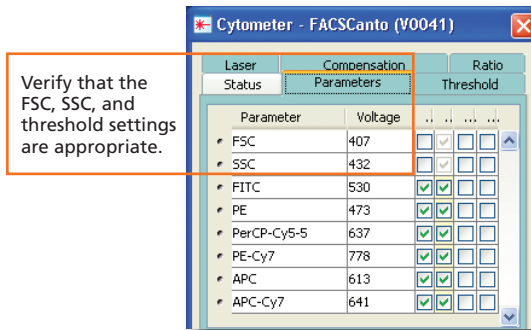 Cytometer - FACSCanto (V0041)
Laser Compensation Ratio
Status Parameters Threshold
Verify that the
FSC, SSC, and
threshold settings
are appropriate.
Parameter Voltage .. .. ... ...
FSC 407
SSC 432
FITC 530
PE 473
PerCP-Cy5-5 637
PE-Cy7 778
APC 613
APC-Cy7 641